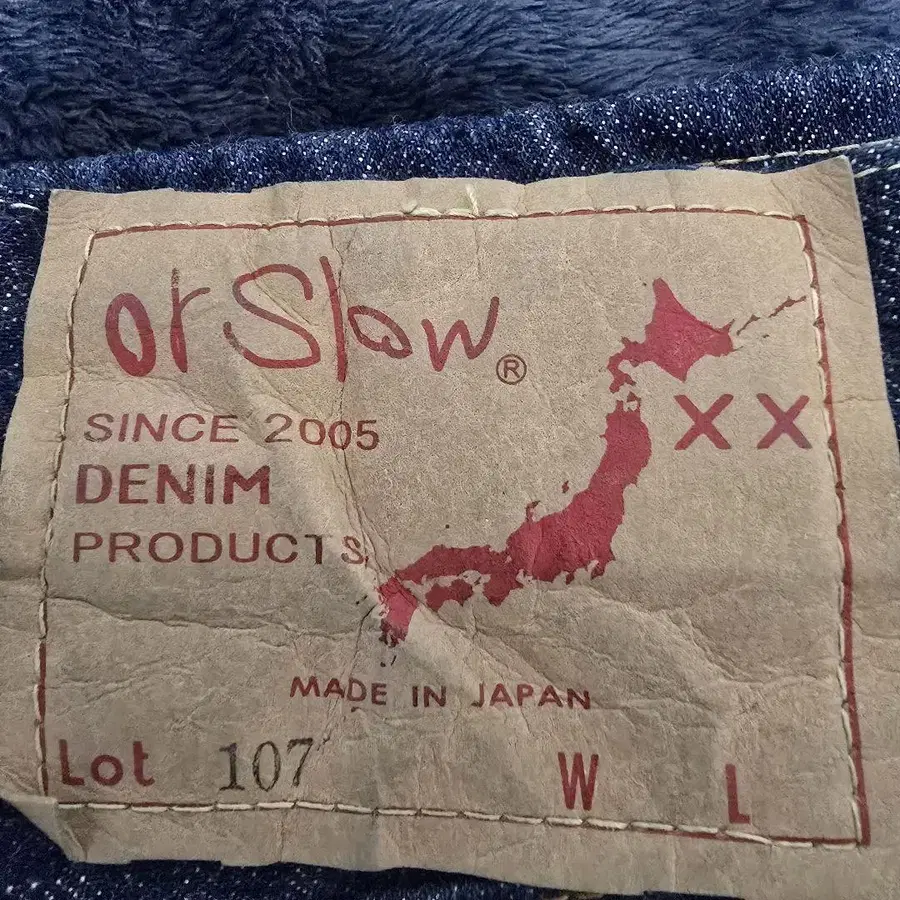 orSlow®
SINCE 2005
DENIM
PRODUCTS
XX
MADE IN JAPAN
Lot 107 W L